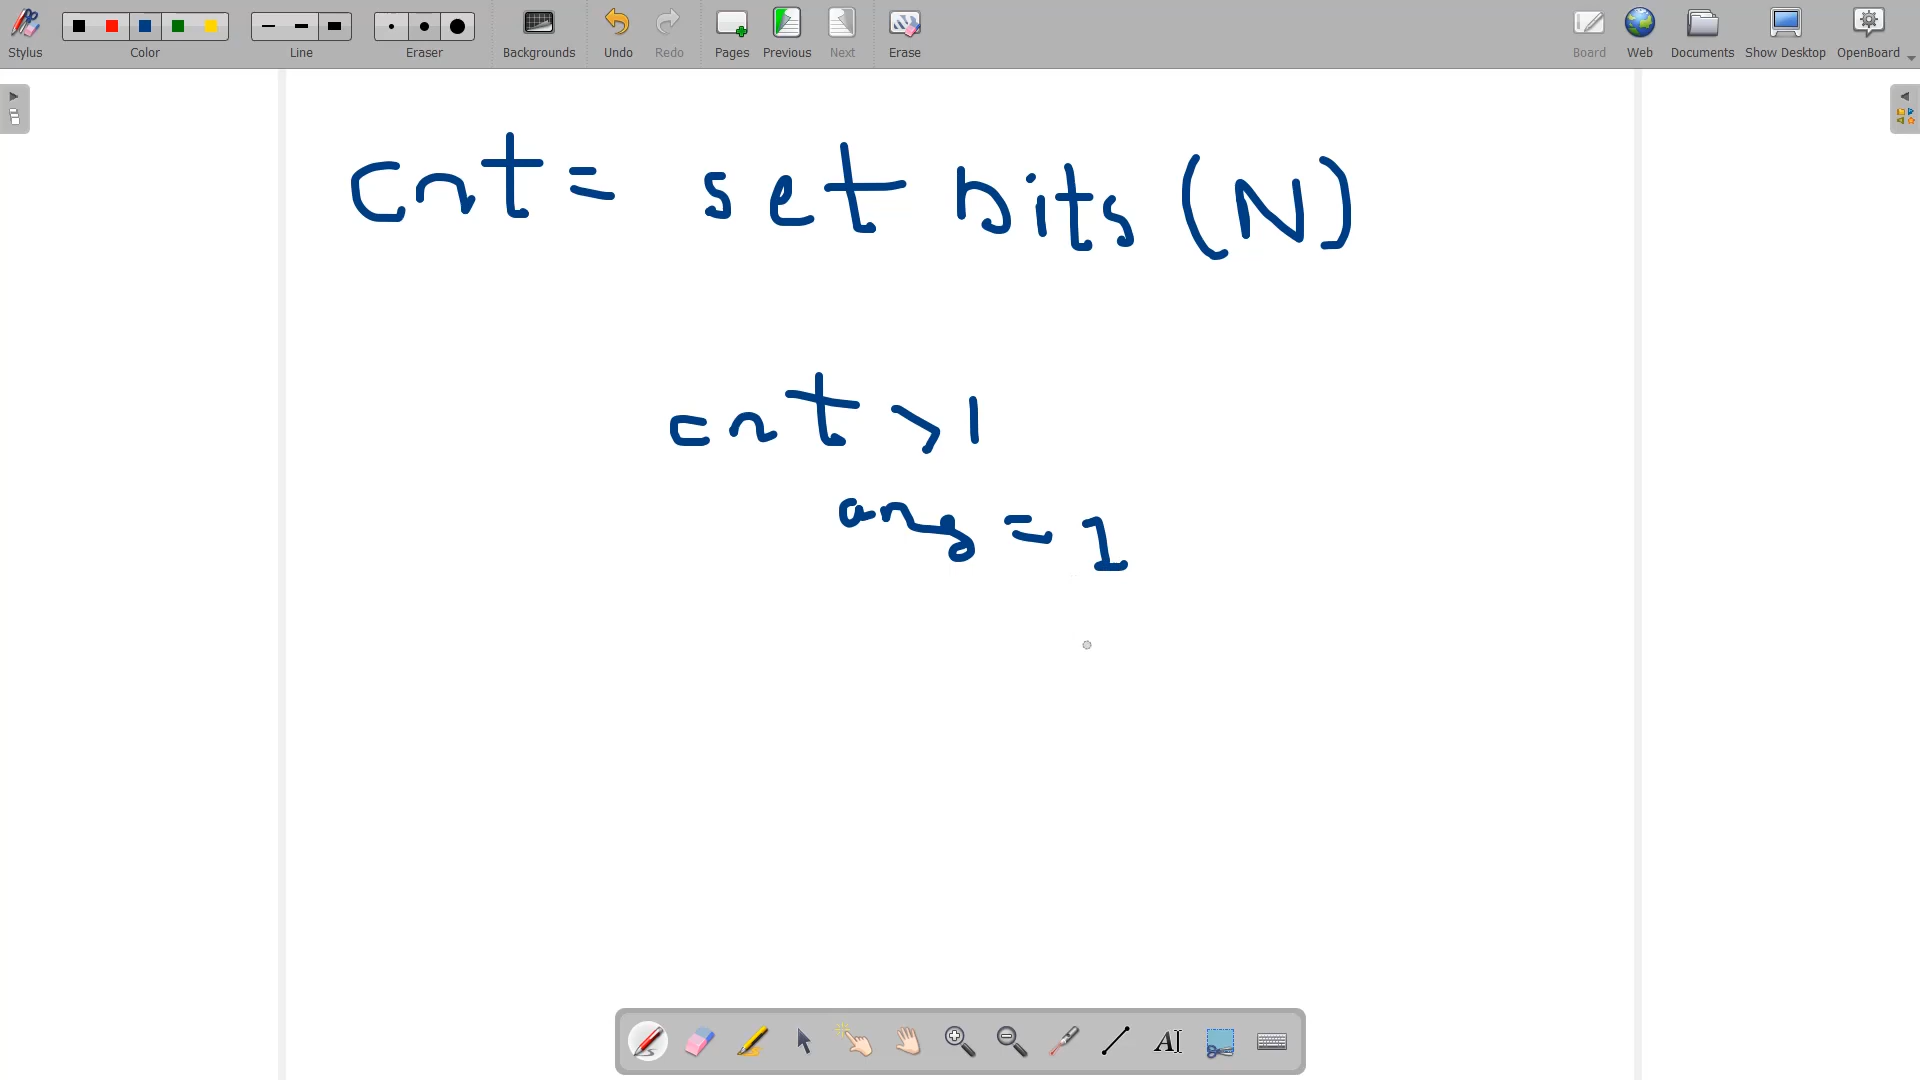 Stylus Color Line Eraser Backgrounds Undo Redo Pages Previous Next Erase Board Web Documents Show Desktop OpenBoard
cnt = set bits (N)
cnt > 1
ans = 1